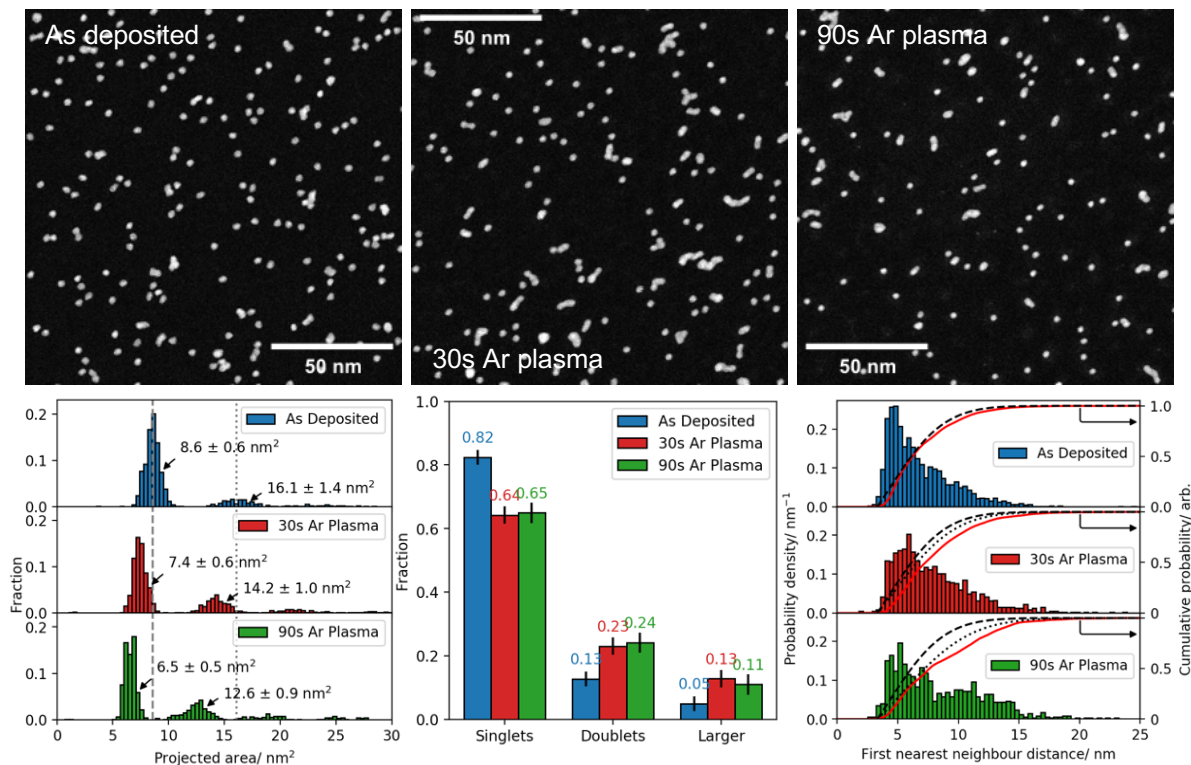 As deposited
50 nm
50 nm
30s Ar plasma
90s Ar plasma
50 nm
0.2
0.1
0.0
0.2
0.1
0.0
0.2
0.1
0.0
Fraction
As Deposited
8.6 ± 0.6 nm²
16.1 ± 1.4 nm²
30s Ar Plasma
7.4 ± 0.6 nm²
14.2 ± 1.0 nm²
90s Ar Plasma
6.5 ± 0.5 nm²
12.6 ± 0.9 nm²
0 5 10 15 20 25 30
Projected area/ nm²
1.0
0.8
0.6
0.4
0.2
0.0
Fraction
As Deposited
30s Ar Plasma
90s Ar Plasma
0.82
0.64
0.65
0.13
0.23
0.24
0.05
0.13
0.11
Singlets Doublets Larger
0.2
0.1
0.0
0.2
0.1
0.0
0.2
0.1
0.0
Probability density/ nm⁻¹
As Deposited
30s Ar Plasma
90s Ar Plasma
1.0
0.5
0.0
0.5
0
0.5
0
Cumulative probability/ arb.
0 5 10 15 20 25
First nearest neighbour distance/ nm